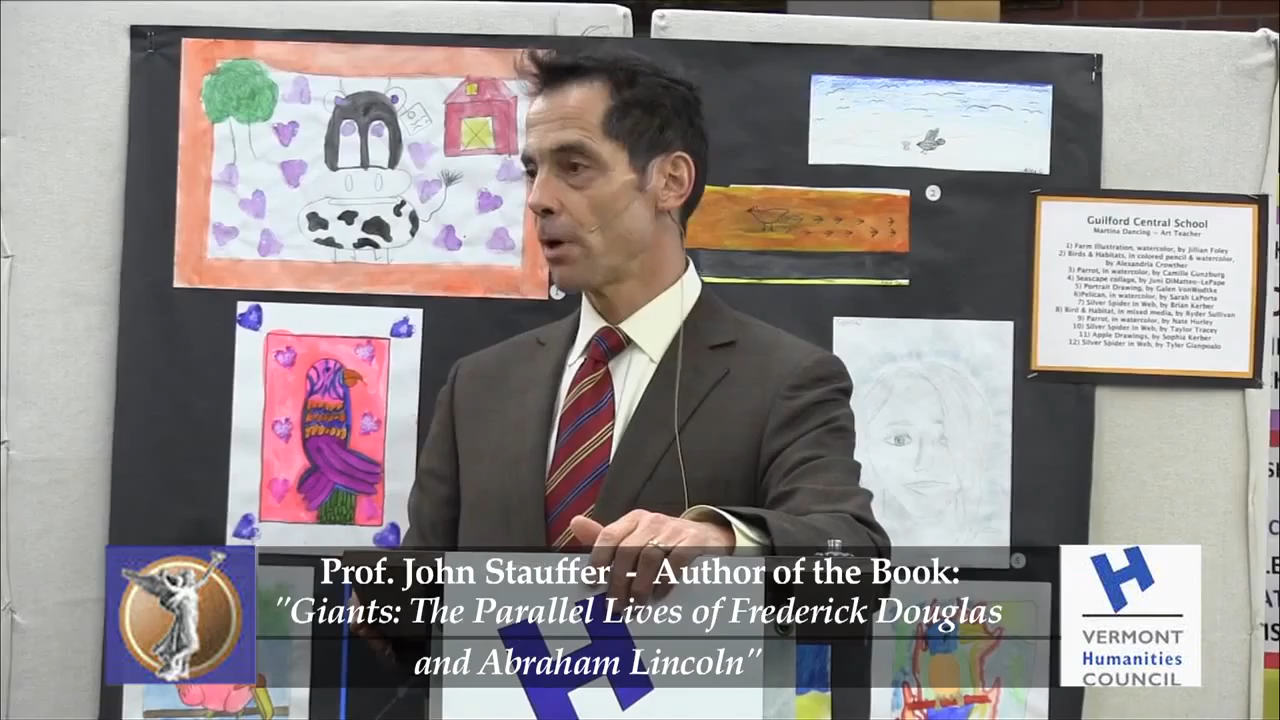 Guilford Central School
Martina Dancing - Art Teacher
1) Farm Illustration, watercolor, by Jillian Foley
2) Birds & Habitats, in colored pencil & watercolor,
by Alexandria Crowther
3) Parrot, in watercolor, by Camille Gunzburg
4) Seascape collage, by Juni DiMatteo-LePape
5) Portrait Drawing, by Galen VonWodtke
6)Pelican, in watercolor, by Sarah LaPorte
7) Silver Spider in Web, by Brian Kerber
8) Bird & Habitat, in mixed media, by Ryder Sullivan
9) Parrot, in watercolor, by Nate Hurley
10) Silver Spider in Web, by Taylor Tracey
11) Apple Drawings, by Sophia Kerber
12) Silver Spider in Web, by Tyler Gianpoalo
2
Prof. John Stauffer - Author of the Book:
"Giants: The Parallel Lives of Frederick Douglas
and Abraham Lincoln"
H
VERMONT
Humanities
COUNCIL